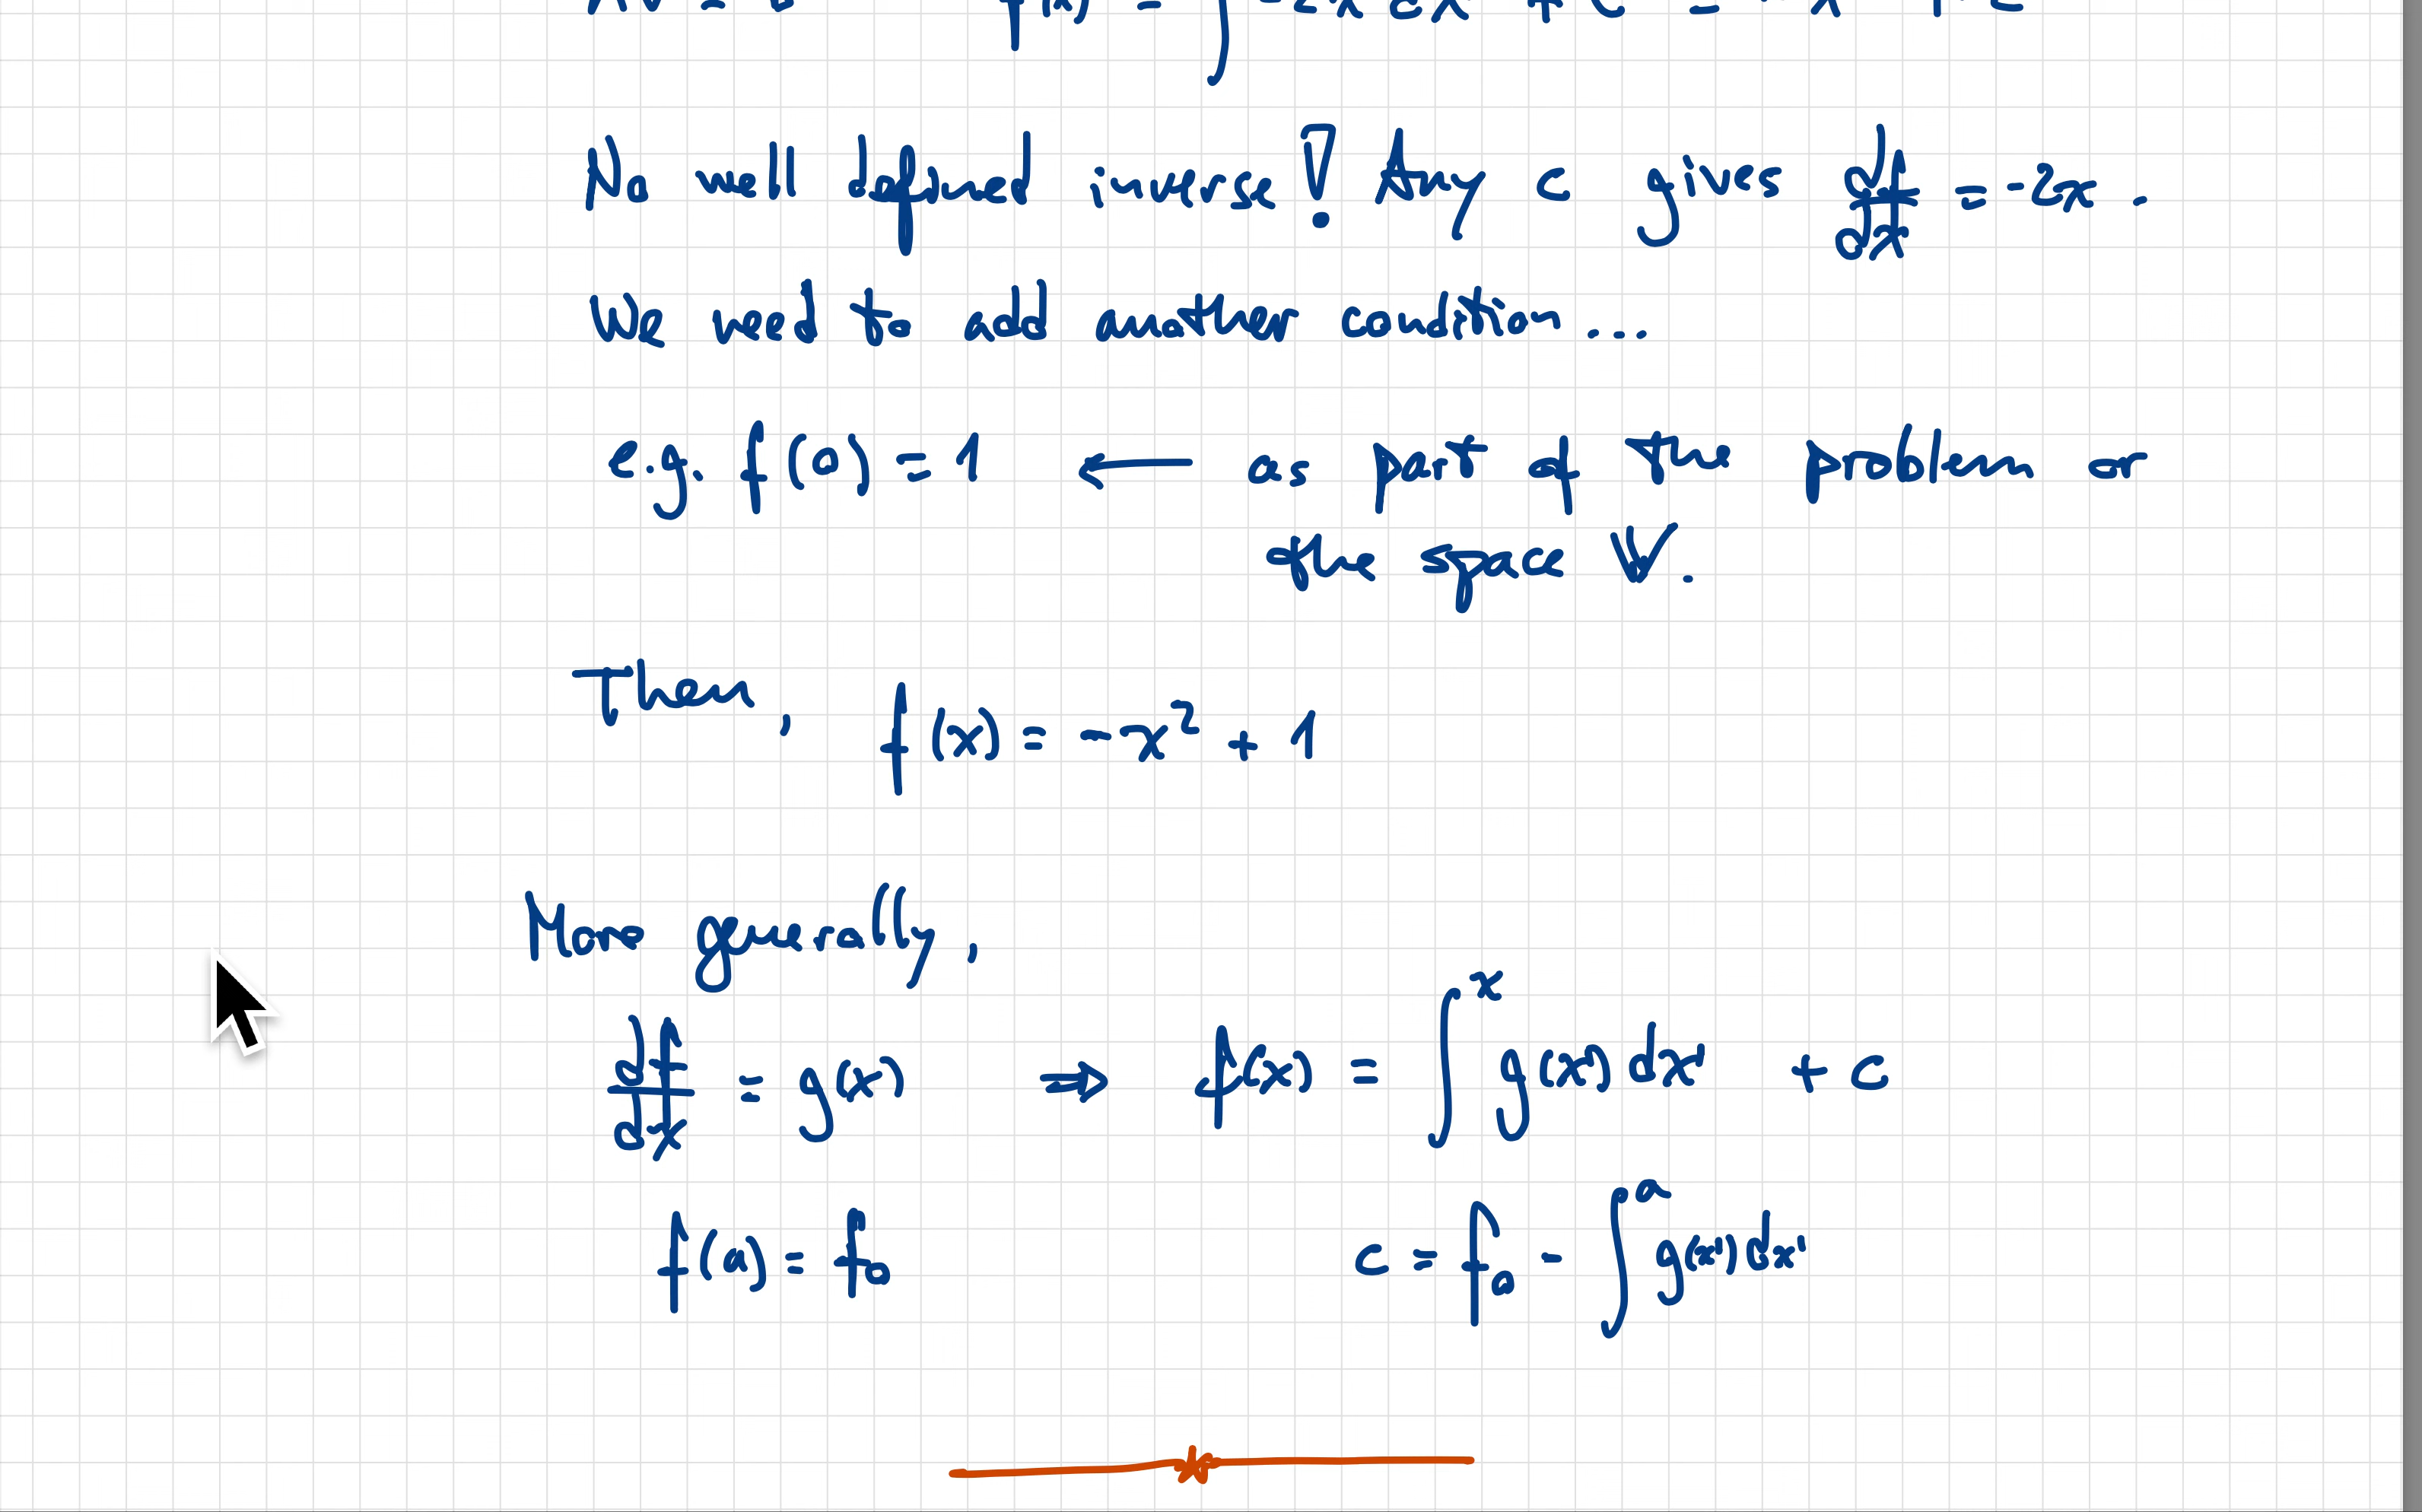 No well defined inverse! Any c gives df/dx = -2x.
We need to add another condition....
e.g. f(0) = 1 ← as part of the problem or
the space V.
Then, f(x) = -x² + 1
More generally,
df/dx = g(x) ⇒ f(x) = ∫^x g(x) dx' + c
f(a) = f₀ c = f₀ - ∫^a g(x') dx'